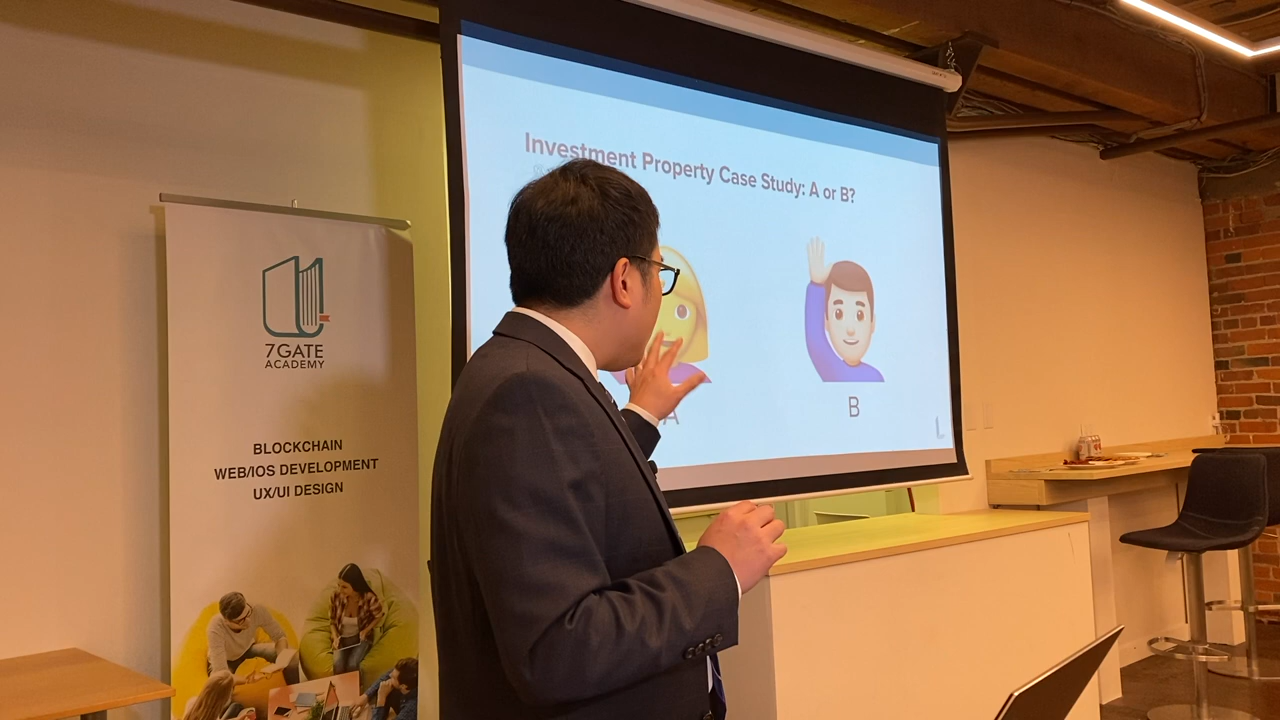 Investment Property Case Study: A or B?
A
B
L
7GATE
ACADEMY
BLOCKCHAIN
WEB/IOS DEVELOPMENT
UX/UI DESIGN